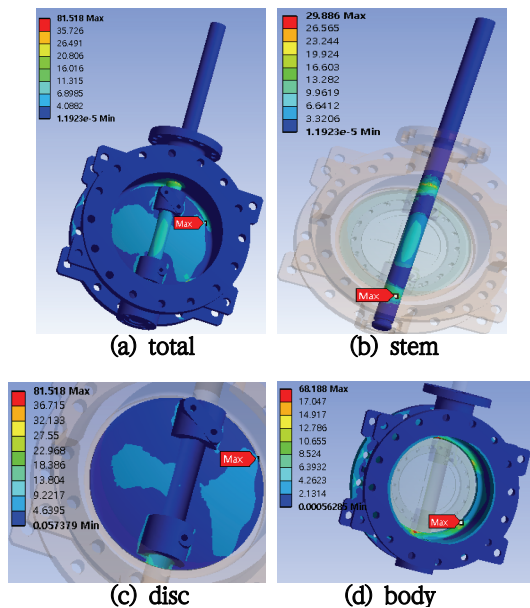 81.518 Max
35.726
26.491
20.806
16.016
11.315
6.8985
4.0882
1.1923e-5 Min
Max
(a) total
29.886 Max
26.565
23.244
19.924
16.603
13.282
9.9619
6.6412
3.3206
1.1923e-5 Min
Max
(b) stem
81.518 Max
36.715
32.133
27.55
22.968
18.386
13.804
9.2217
4.6395
0.057379 Min
Max
(c) disc
68.188 Max
17.047
14.917
12.786
10.655
8.524
6.3932
4.2623
2.1314
0.00056285 Min
Max
(d) body